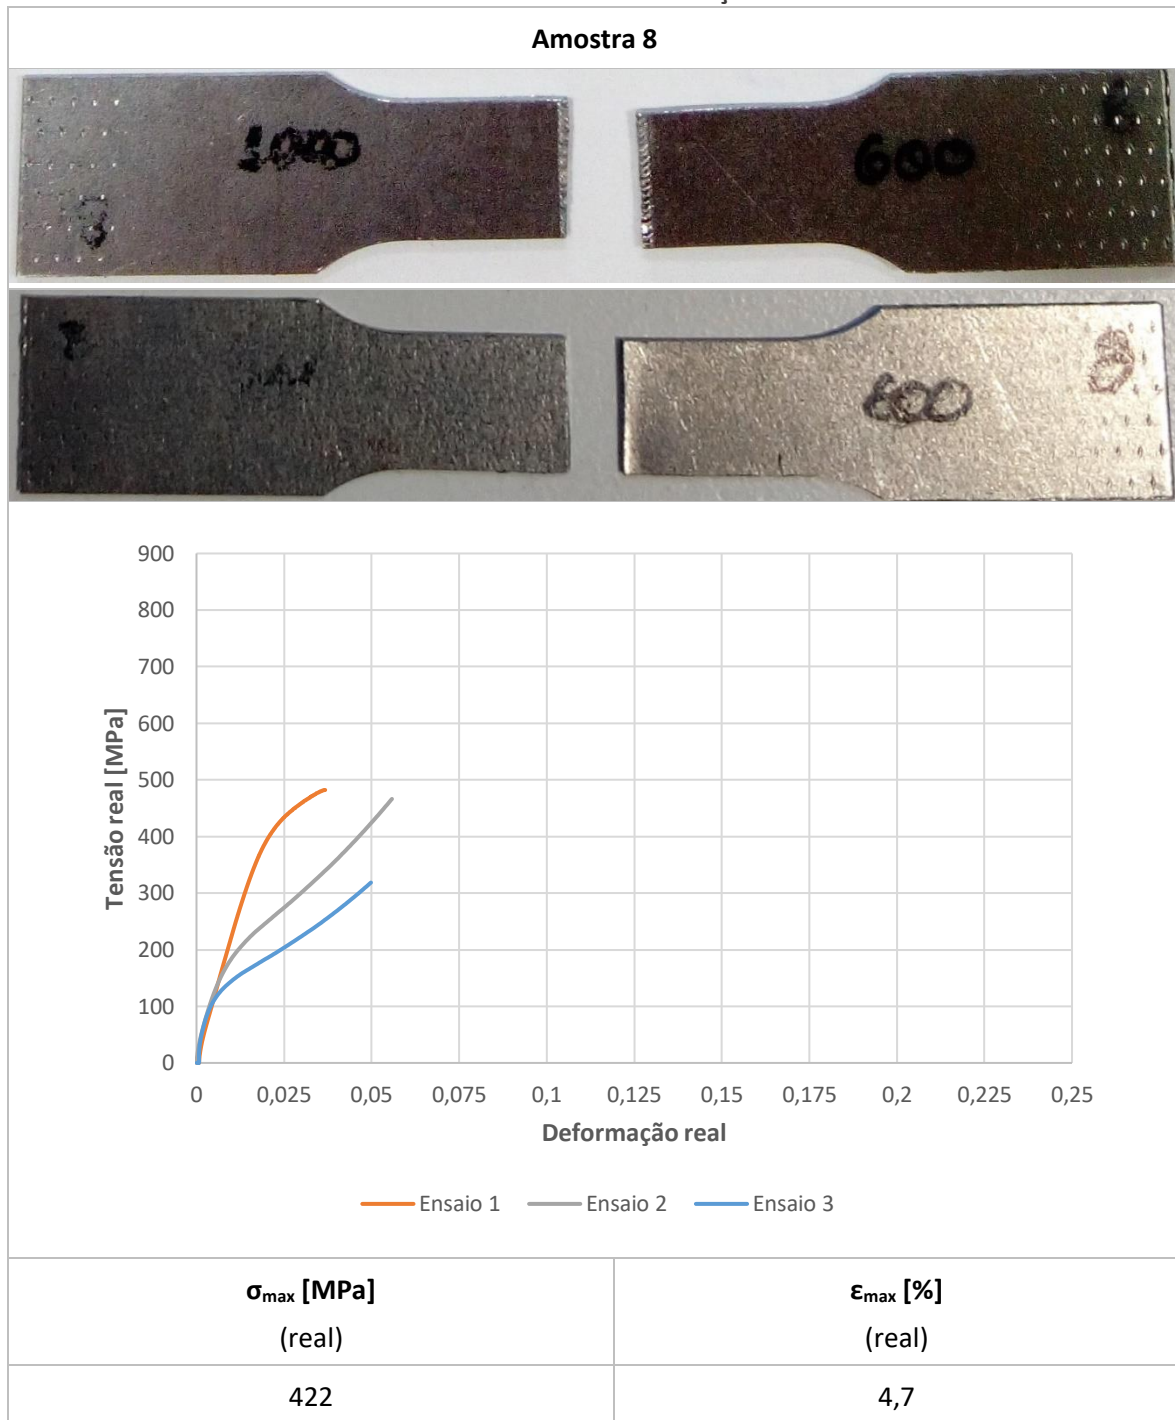 Amostra 8
1000
600
8
600
8
900
800
700
600
500
400
300
200
100
0
Tensão real [MPa]
0 0,025 0,05 0,075 0,1 0,125 0,15 0,175 0,2 0,225 0,25
Deformação real
Ensaio 1 Ensaio 2 Ensaio 3
σmax [MPa] εmax [%]
(real) (real)
422 4,7